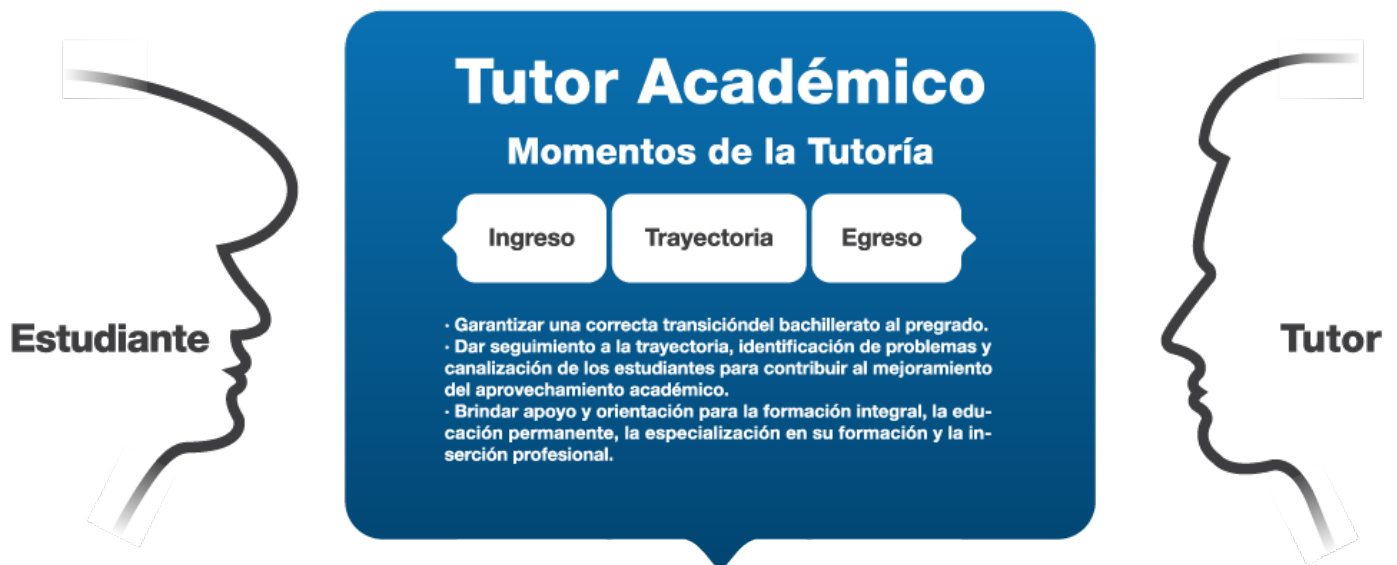 Tutor Académico
Momentos de la Tutoría
Ingreso Trayectoria Egreso
· Garantizar una correcta transicióndel bachillerato al pregrado.
· Dar seguimiento a la trayectoria, identificación de problemas y
canalización de los estudiantes para contribuir al mejoramiento
del aprovechamiento académico.
· Brindar apoyo y orientación para la formación integral, la edu-
cación permanente, la especialización en su formación y la in-
serción profesional.
Estudiante
Tutor